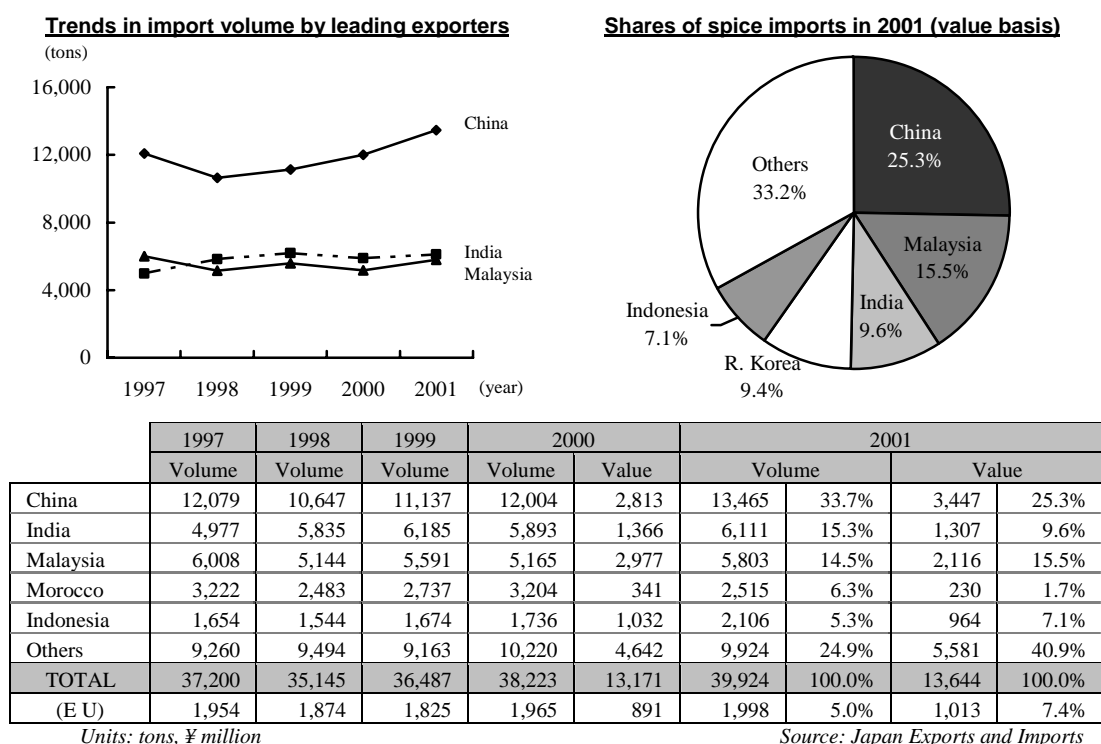 Trends in import volume by leading exporters
(tons)
16,000
12,000
8,000
4,000
0
China
India
Malaysia
1997 1998 1999 2000 2001 (year)
Shares of spice imports in 2001 (value basis)
China
25.3%
Malaysia
15.5%
India
9.6%
R. Korea
9.4%
Indonesia
7.1%
Others
33.2%
1997 1998 1999 2000 2001
Volume Volume Volume Volume Value Volume Value
China 12,079 10,647 11,137 12,004 2,813 13,465 33.7% 3,447 25.3%
India 4,977 5,835 6,185 5,893 1,366 6,111 15.3% 1,307 9.6%
Malaysia 6,008 5,144 5,591 5,165 2,977 5,803 14.5% 2,116 15.5%
Morocco 3,222 2,483 2,737 3,204 341 2,515 6.3% 230 1.7%
Indonesia 1,654 1,544 1,674 1,736 1,032 2,106 5.3% 964 7.1%
Others 9,260 9,494 9,163 10,220 4,642 9,924 24.9% 5,581 40.9%
TOTAL 37,200 35,145 36,487 38,223 13,171 39,924 100.0% 13,644 100.0%
(E U) 1,954 1,874 1,825 1,965 891 1,998 5.0% 1,013 7.4%
Units: tons, ¥ million Source: Japan Exports and Imports